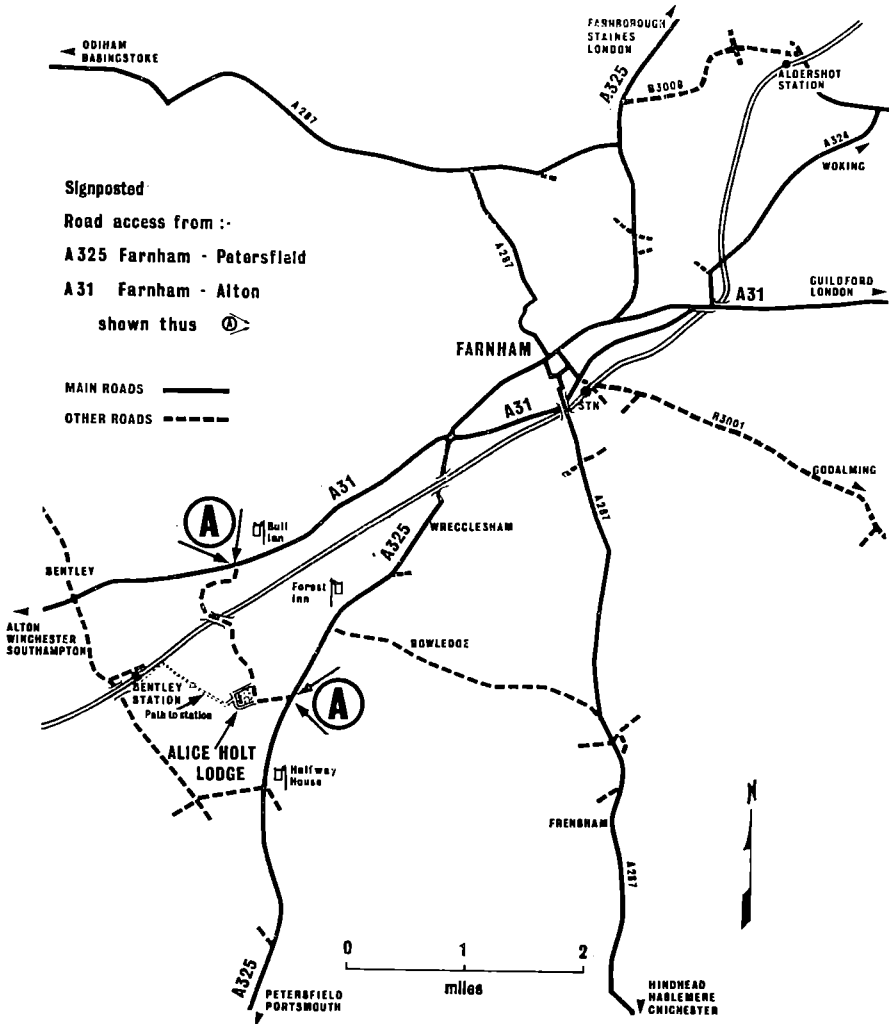 ODIHAM
BASINGSTOKE
A 287
FARNBOROUGH
STAINES
LONDON
A325
B3008
ALDERSHOT
STATION
A324
WOKING
Signposted
Road access from :-
A325 Farnham - Petersfield
A31 Farnham - Alton
shown thus A
A287
A31
GUILDFORD
LONDON
FARNHAM
MAIN ROADS
OTHER ROADS
STN
A31
B3001
GODALMING
A31
A
Bull
Inn
WRECCLESHAM
A325
A287
BENTLEY
Forest
Inn
ALTON
WINCHESTER
SOUTHAMPTON
ROWLEDGE
BENTLEY
STATION
Path to station
A
ALICE HOLT
LODGE
Halfway
House
N
FRENSHAM
A287
0 1 2
miles
A325
PETERSFIELD
PORTSMOUTH
HINDHEAD
HASLEMERE
CHICHESTER